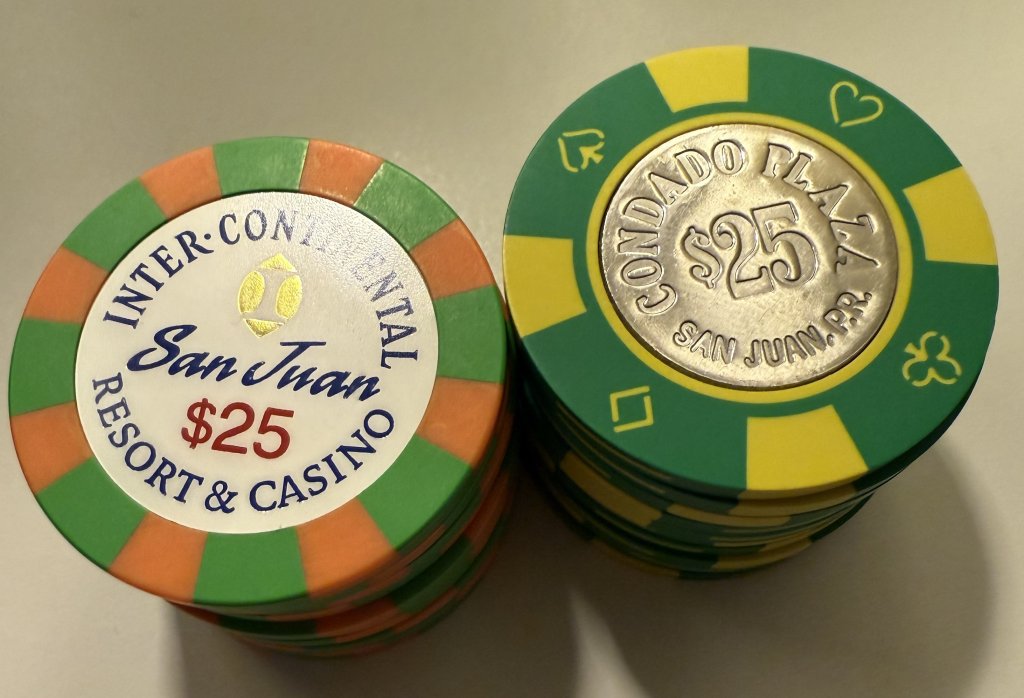 INTER·CONTINENTAL
San Juan
$25
RESORT & CASINO
CONDADO PLAZA
$25
SAN JUAN, P.R.